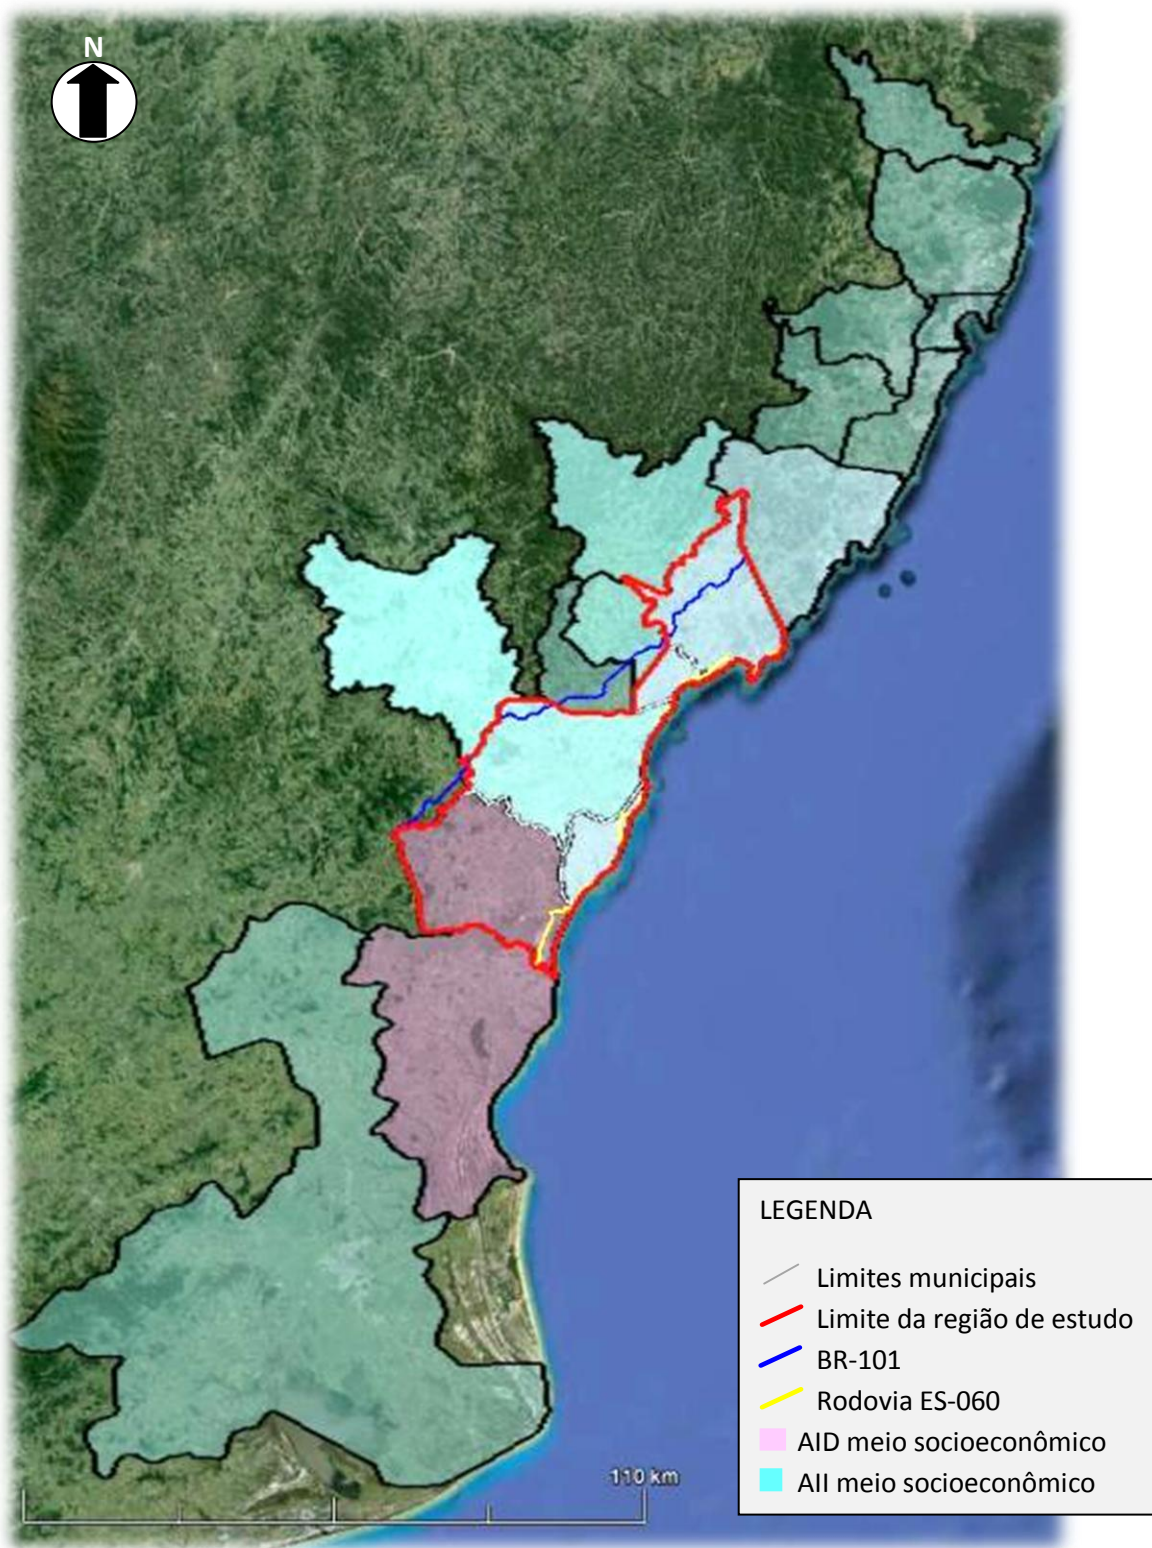 N
LEGENDA
Limites municipais
Limite da região de estudo
BR-101
Rodovia ES-060
AID meio socioeconômico
AII meio socioeconômico
110 km